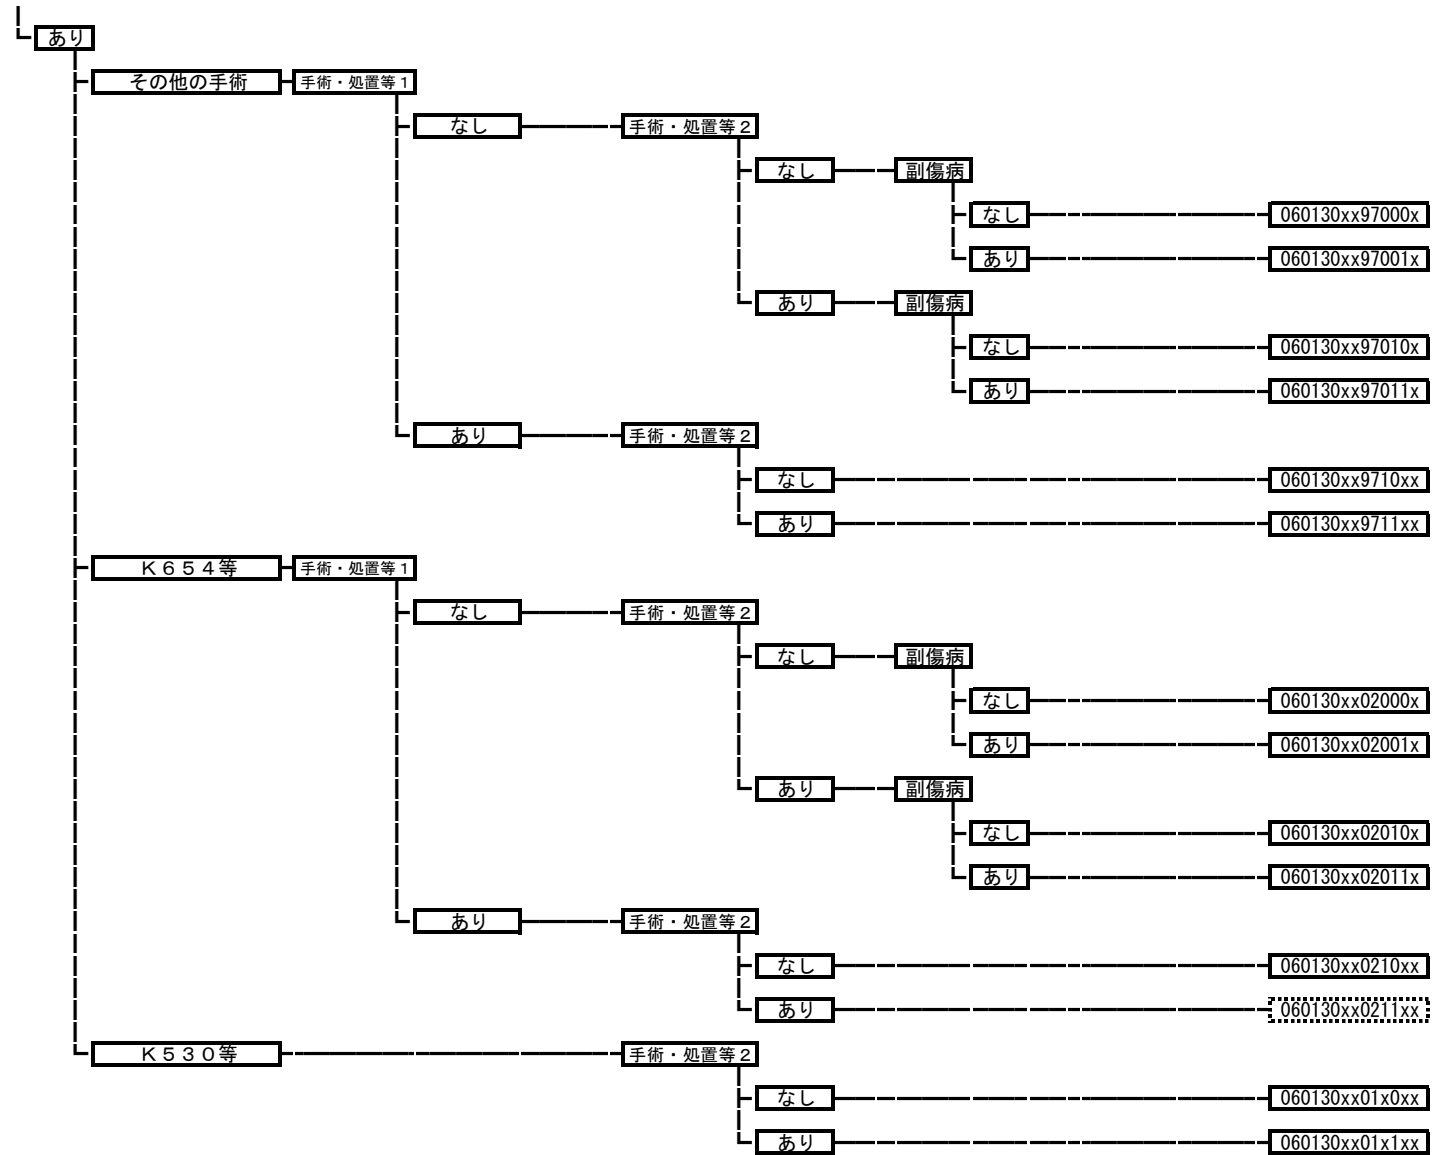 あり
その他の手術 手術・処置等１
なし 手術・処置等２
なし 副傷病
なし 060130xx97000x
あり 060130xx97001x
あり 副傷病
なし 060130xx97010x
あり 060130xx97011x
あり 手術・処置等２
なし 060130xx9710xx
あり 060130xx9711xx
Ｋ６５４等 手術・処置等１
なし 手術・処置等２
なし 副傷病
なし 060130xx02000x
あり 060130xx02001x
あり 副傷病
なし 060130xx02010x
あり 060130xx02011x
あり 手術・処置等２
なし 060130xx0210xx
あり 060130xx0211xx
Ｋ５３０等 手術・処置等２
なし 060130xx01x0xx
あり 060130xx01x1xx